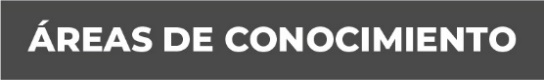 ÁREAS DE CONOCIMIENTO